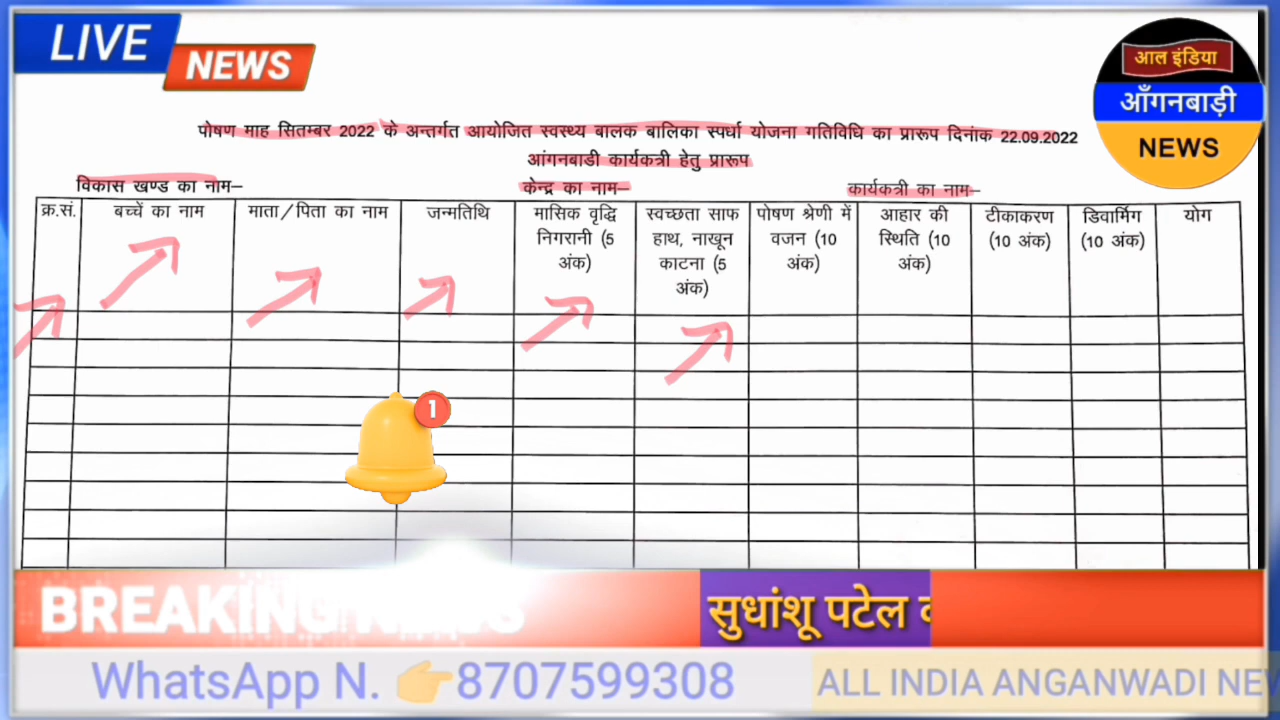 LIVE
NEWS
आल इंडिया
आँगनबाड़ी
NEWS
पोषण माह सितम्बर 2022 के अन्तर्गत आयोजित स्वस्थ्य बालक बालिका स्पर्धा योजना गतिविधि का प्रारूप दिनांक 22.09.2022
आंगनबाडी कार्यकत्री हेतु प्रारूप
विकास खण्ड का नाम– केन्द्र का नाम– कार्यकत्री का नाम–
क्र.सं. बच्चें का नाम माता/पिता का नाम जन्मतिथि मासिक वृद्धि स्वच्छता साफ पोषण श्रेणी में आहार की टीकाकरण डिवार्मिग योग
निगरानी (5 हाथ, नाखून वजन (10 स्थिति (10 (10 अंक) (10 अंक)
अंक) काटना (5 अंक) अंक)
अंक)
1
BREAKING NEWS
सुधांशू पटेल
WhatsApp N. 👉8707599308
ALL INDIA ANGANWADI